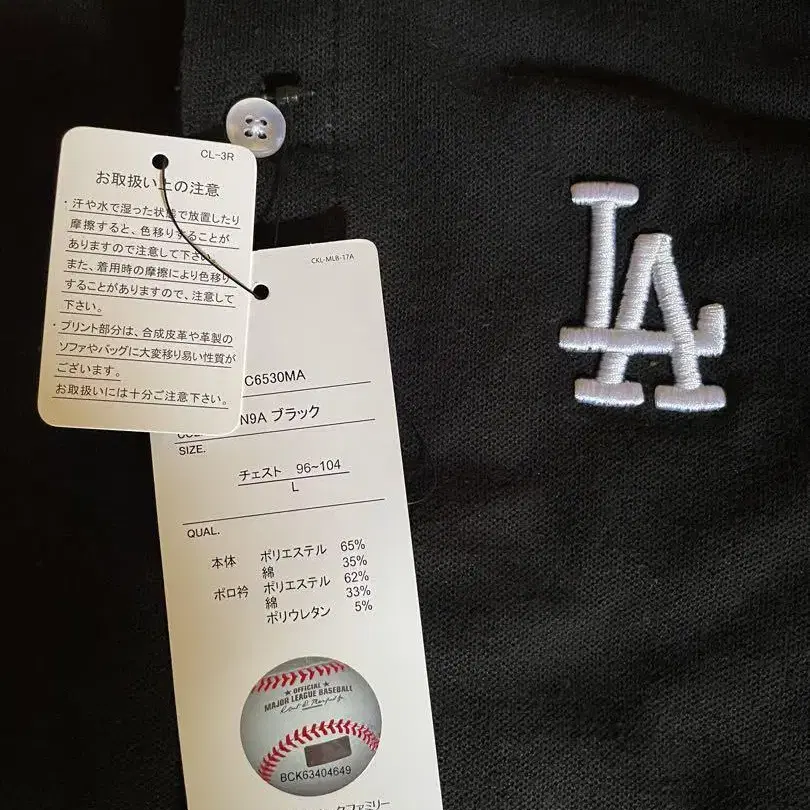 CL-3R
お取扱い上の注意
・汗や水で湿った状態で放置したり
摩擦すると、色移りすることが
ありますので注意して下さい。
また、着用時の摩擦により色移り
することがありますので、注意して
下さい。
・プリント部分は、合成皮革や革製の
ソファやバッグに大変移り易い性質が
ございます。
お取扱いには十分ご注意下さい。
CKL-MLB-17A
C6530MA
N9A ブラック
SIZE.
チェスト 96~104
L
QUAL.
本体 ポリエステル 65%
綿 35%
ポロ衿 ポリエステル 62%
綿 33%
ポリウレタン 5%
★ OFFICIAL ★
MAJOR LEAGUE BASEBALL
BCK63404649
LA